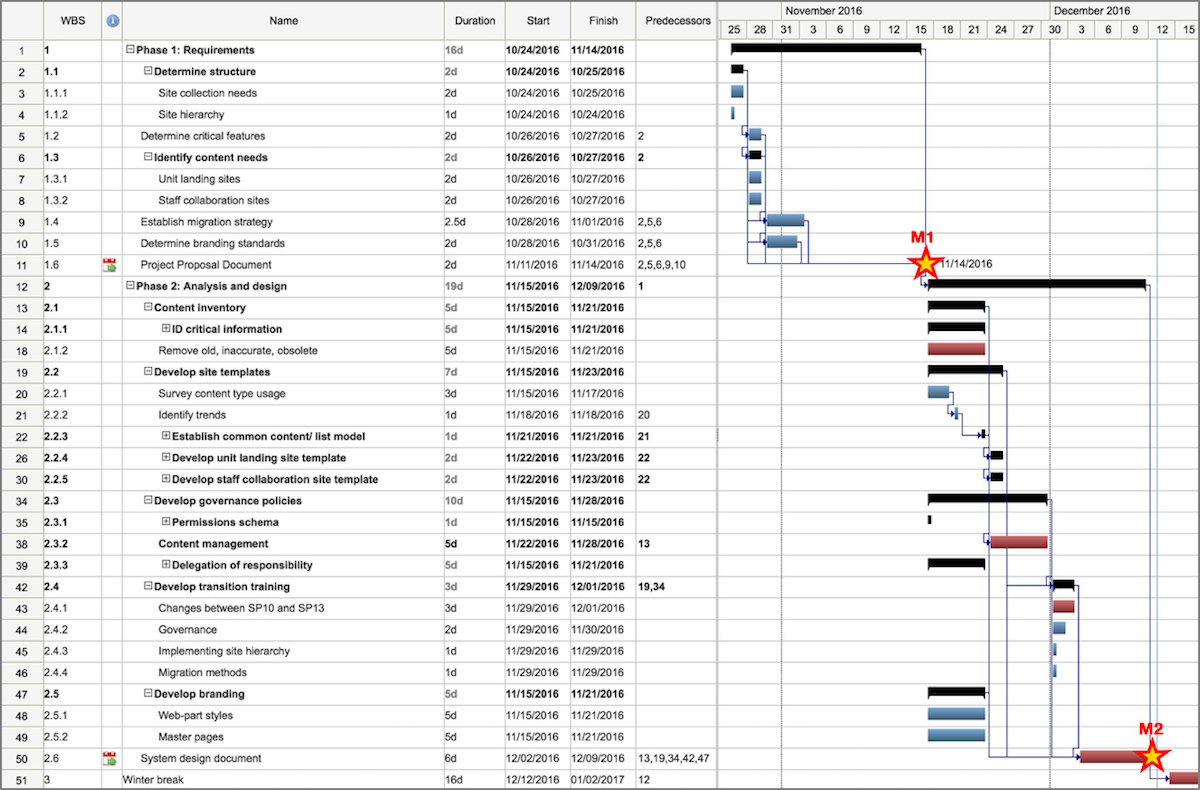 November 2016 December 2016
WBS i Name Duration Start Finish Predecessors 25 28 31 3 6 9 12 15 18 21 24 27 30 3 6 9 12 15
1 1 Phase 1: Requirements 16d 10/24/2016 11/14/2016
2 1.1 Determine structure 2d 10/24/2016 10/25/2016
3 1.1.1 Site collection needs 2d 10/24/2016 10/25/2016
4 1.1.2 Site hierarchy 1d 10/24/2016 10/24/2016
5 1.2 Determine critical features 2d 10/26/2016 10/27/2016 2
6 1.3 Identify content needs 2d 10/26/2016 10/27/2016 2
7 1.3.1 Unit landing sites 2d 10/26/2016 10/27/2016
8 1.3.2 Staff collaboration sites 2d 10/26/2016 10/27/2016
9 1.4 Establish migration strategy 2.5d 10/28/2016 11/01/2016 2,5,6
10 1.5 Determine branding standards 2d 10/28/2016 10/31/2016 2,5,6
M1
11 1.6 Project Proposal Document 2d 11/11/2016 11/14/2016 2,5,6,9,10 11/14/2016
12 2 Phase 2: Analysis and design 19d 11/15/2016 12/09/2016 1
13 2.1 Content inventory 5d 11/15/2016 11/21/2016
14 2.1.1 ID critical information 5d 11/15/2016 11/21/2016
18 2.1.2 Remove old, inaccurate, obsolete 5d 11/15/2016 11/21/2016
19 2.2 Develop site templates 7d 11/15/2016 11/23/2016
20 2.2.1 Survey content type usage 3d 11/15/2016 11/17/2016
21 2.2.2 Identify trends 1d 11/18/2016 11/18/2016 20
22 2.2.3 Establish common content/ list model 1d 11/21/2016 11/21/2016 21
26 2.2.4 Develop unit landing site template 2d 11/22/2016 11/23/2016 22
30 2.2.5 Develop staff collaboration site template 2d 11/22/2016 11/23/2016 22
34 2.3 Develop governance policies 10d 11/15/2016 11/28/2016
35 2.3.1 Permissions schema 1d 11/15/2016 11/15/2016
38 2.3.2 Content management 5d 11/22/2016 11/28/2016 13
39 2.3.3 Delegation of responsibility 5d 11/15/2016 11/21/2016
42 2.4 Develop transition training 3d 11/29/2016 12/01/2016 19,34
43 2.4.1 Changes between SP10 and SP13 3d 11/29/2016 12/01/2016
44 2.4.2 Governance 2d 11/29/2016 11/30/2016
45 2.4.3 Implementing site hierarchy 1d 11/29/2016 11/29/2016
46 2.4.4 Migration methods 1d 11/29/2016 11/29/2016
47 2.5 Develop branding 5d 11/15/2016 11/21/2016
48 2.5.1 Web-part styles 5d 11/15/2016 11/21/2016
49 2.5.2 Master pages 5d 11/15/2016 11/21/2016
M2
50 2.6 System design document 6d 12/02/2016 12/09/2016 13,19,34,42,47
51 3 Winter break 16d 12/12/2016 01/02/2017 12